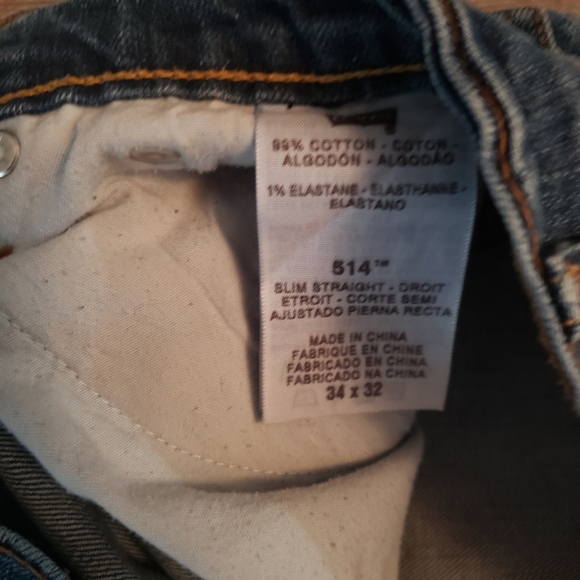 99% COTTON - COTON -
ALGODÓN - ALGODÃO
1% ELASTANE - ELASTHANNE -
ELASTANO
514™
SLIM STRAIGHT - DROIT
ETROIT - CORTE SEMI
AJUSTADO PIERNA RECTA
MADE IN CHINA
FABRIQUE EN CHINE
FABRICADO EN CHINA
FABRICADO NA CHINA
34 x 32